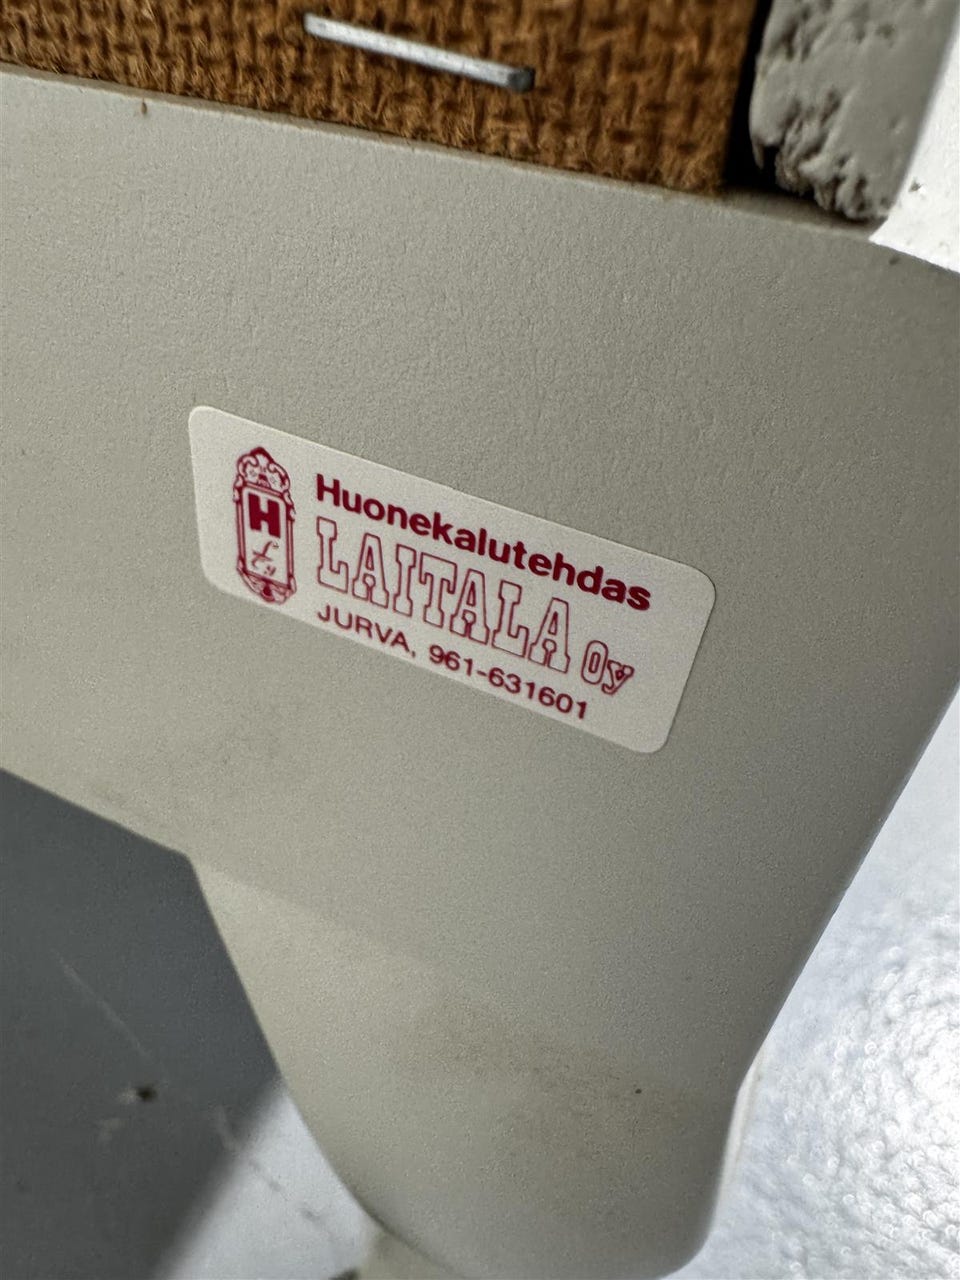 H
Huonekalutehdas
LAITALA Oy
JURVA, 961-631601